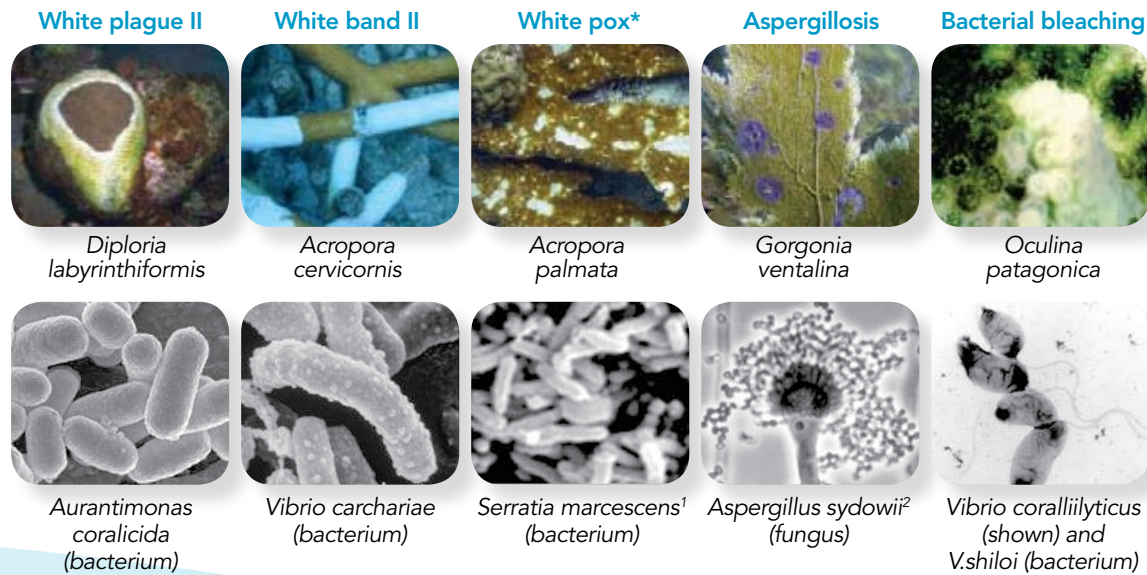 White plague II
White band II
White pox*
Aspergillosis
Bacterial bleaching
Diploria
labyrinthiformis
Acropora
cervicornis
Acropora
palmata
Gorgonia
ventalina
Oculina
patagonica
Aurantimonas
coralicida
(bacterium)
Vibrio carchariae
(bacterium)
Serratia marcescens¹
(bacterium)
Aspergillus sydowii²
(fungus)
Vibrio coralliilyticus
(shown) and
V.shiloi (bacterium)